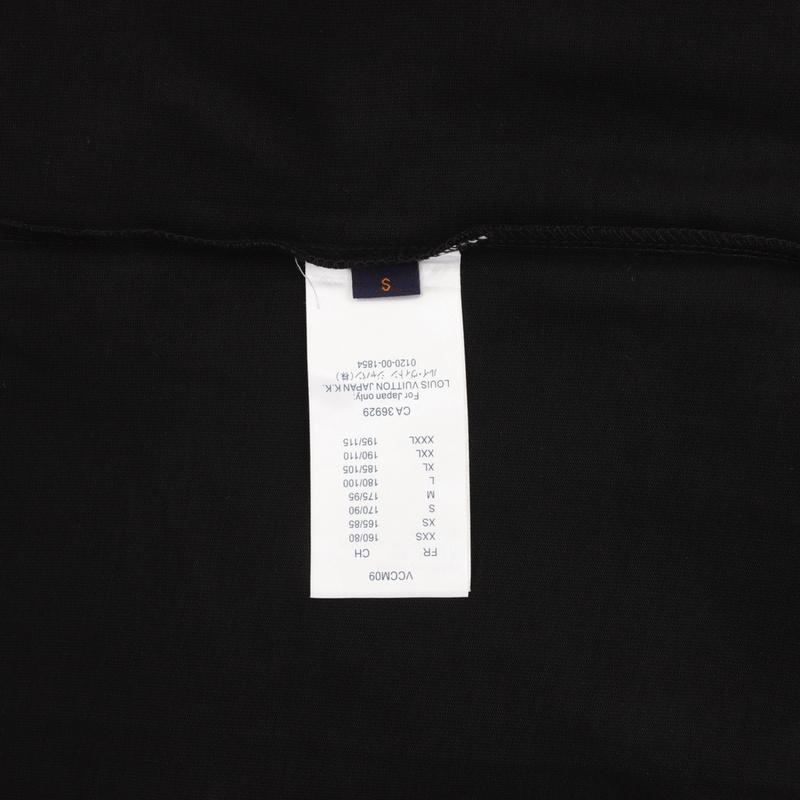 VCCM09
FR CH
XXS 160/80
XS 165/85
S 170/90
M 175/95
L 180/100
XL 185/105
XXL 190/110
XXXL 195/115
CA 36929
For Japan only:
LOUIS VUITTON JAPAN K.K.
ルイ・ヴィトン ジャパン(株)
0120-00-1854
S